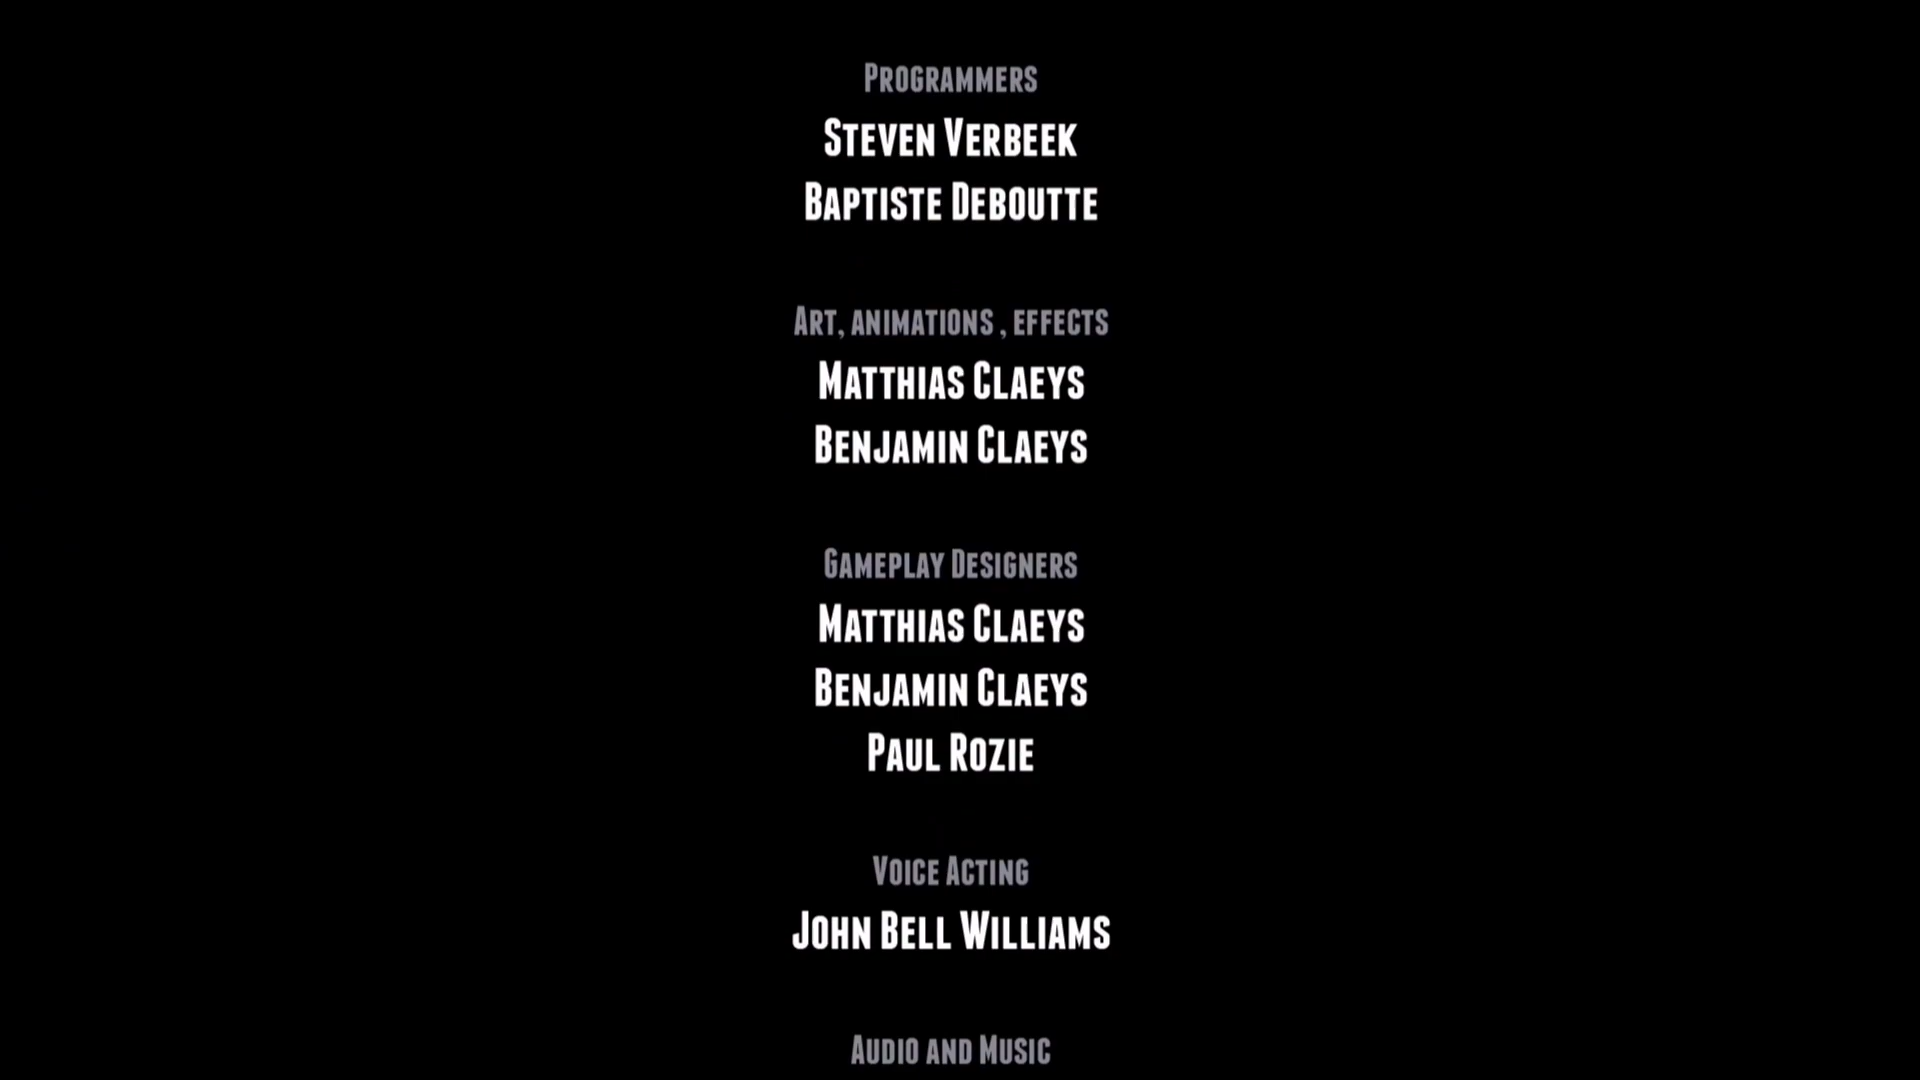 Programmers
Steven Verbeek
Baptiste Deboutte
Art, animations , effects
Matthias Claeys
Benjamin Claeys
Gameplay Designers
Matthias Claeys
Benjamin Claeys
Paul Rozie
Voice Acting
John Bell Williams
Audio and Music